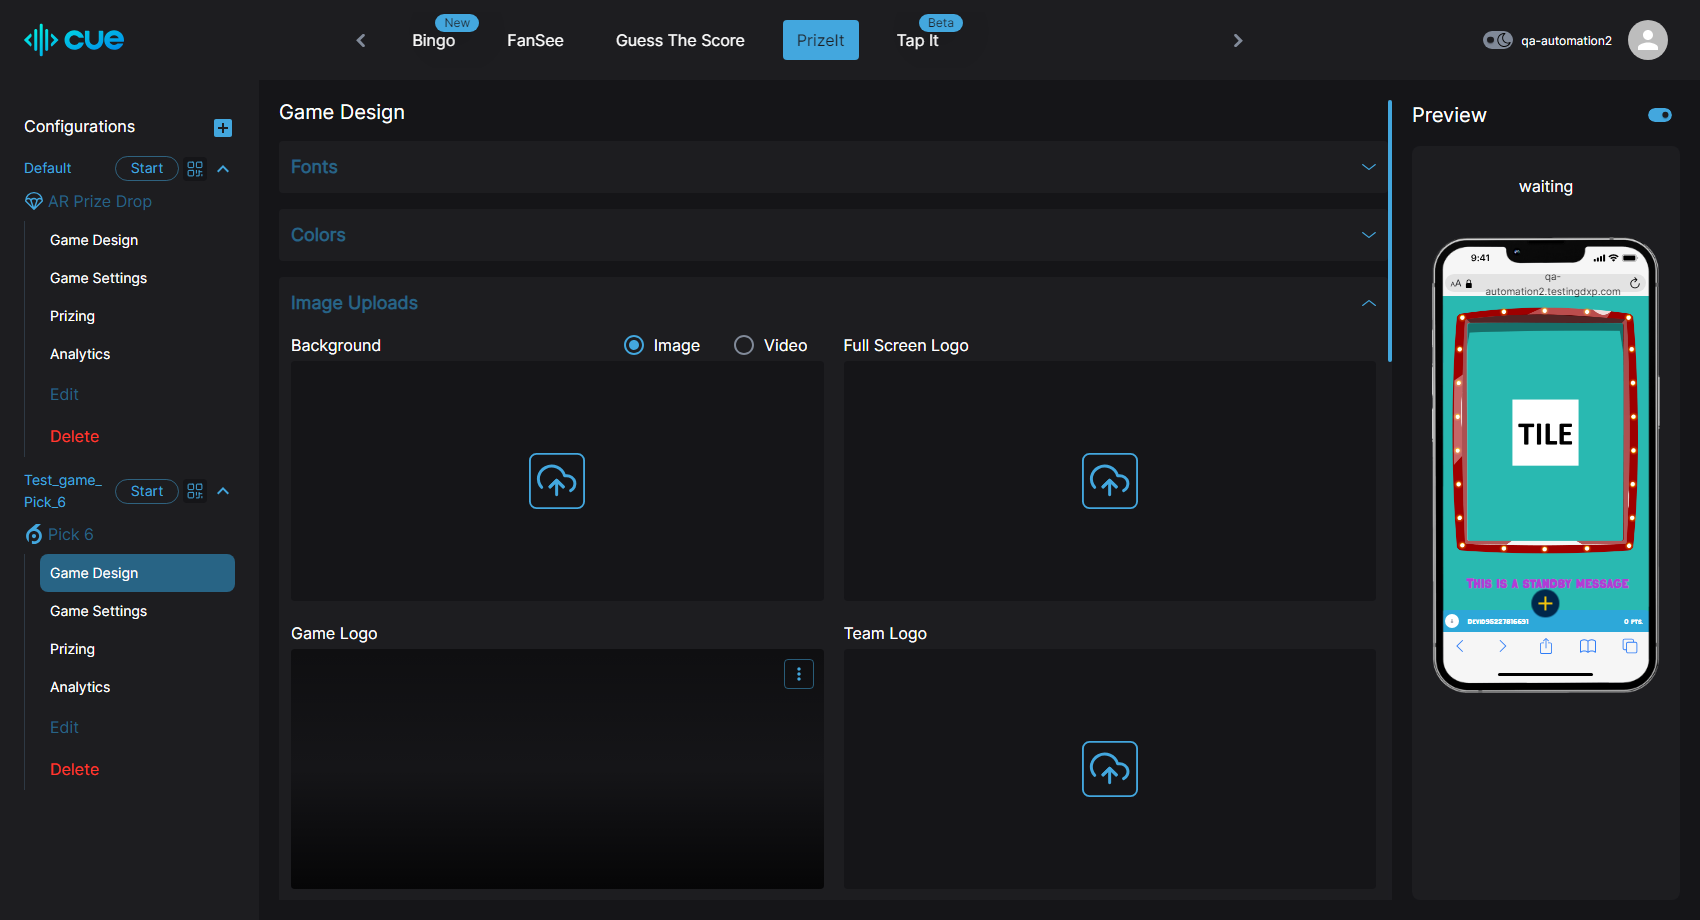 cue
New
Bingo
FanSee
Guess The Score
PrizeIt
Beta
Tap It
qa-automation2
Configurations
Default
Start
AR Prize Drop
Game Design
Game Settings
Prizing
Analytics
Edit
Delete
Test_game_
Pick_6
Start
Pick 6
Game Design
Game Settings
Prizing
Analytics
Edit
Delete
Game Design
Fonts
Colors
Image Uploads
Background
Image
Video
Full Screen Logo
Game Logo
Team Logo
Preview
waiting
9:41
AA
qa-
automation2.testingdxp.com
TILE
THIS IS A STANDBY MESSAGE
0 PTS.